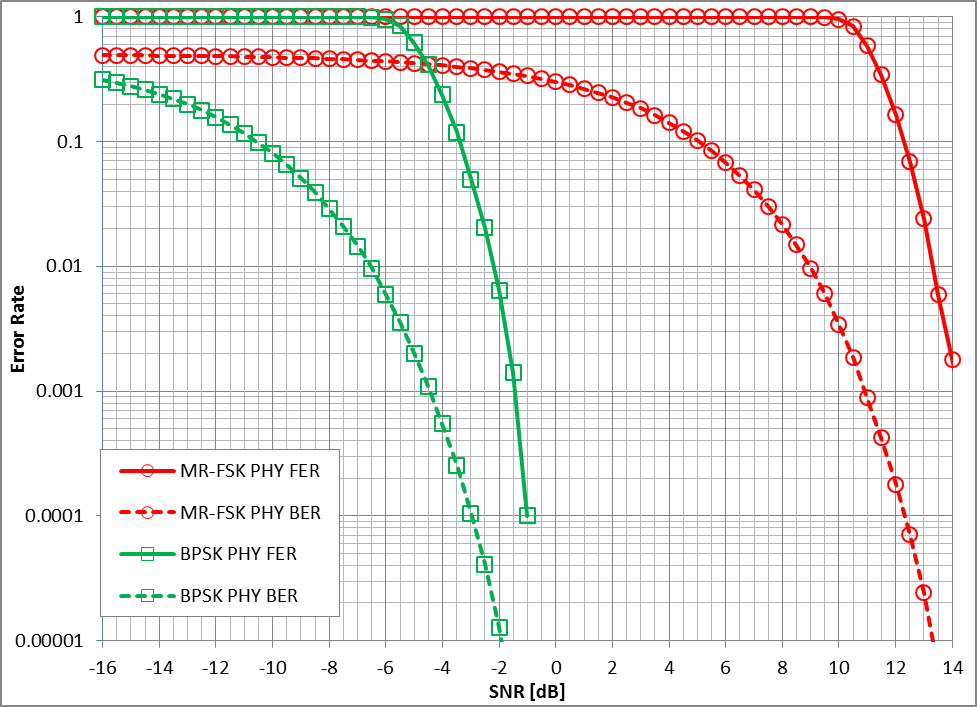 1
0.1
0.01
0.001
0.0001
0.00001
Error Rate
MR-FSK PHY FER
MR-FSK PHY BER
BPSK PHY FER
BPSK PHY BER
-16 -14 -12 -10 -8 -6 -4 -2 0 2 4 6 8 10 12 14
SNR [dB]